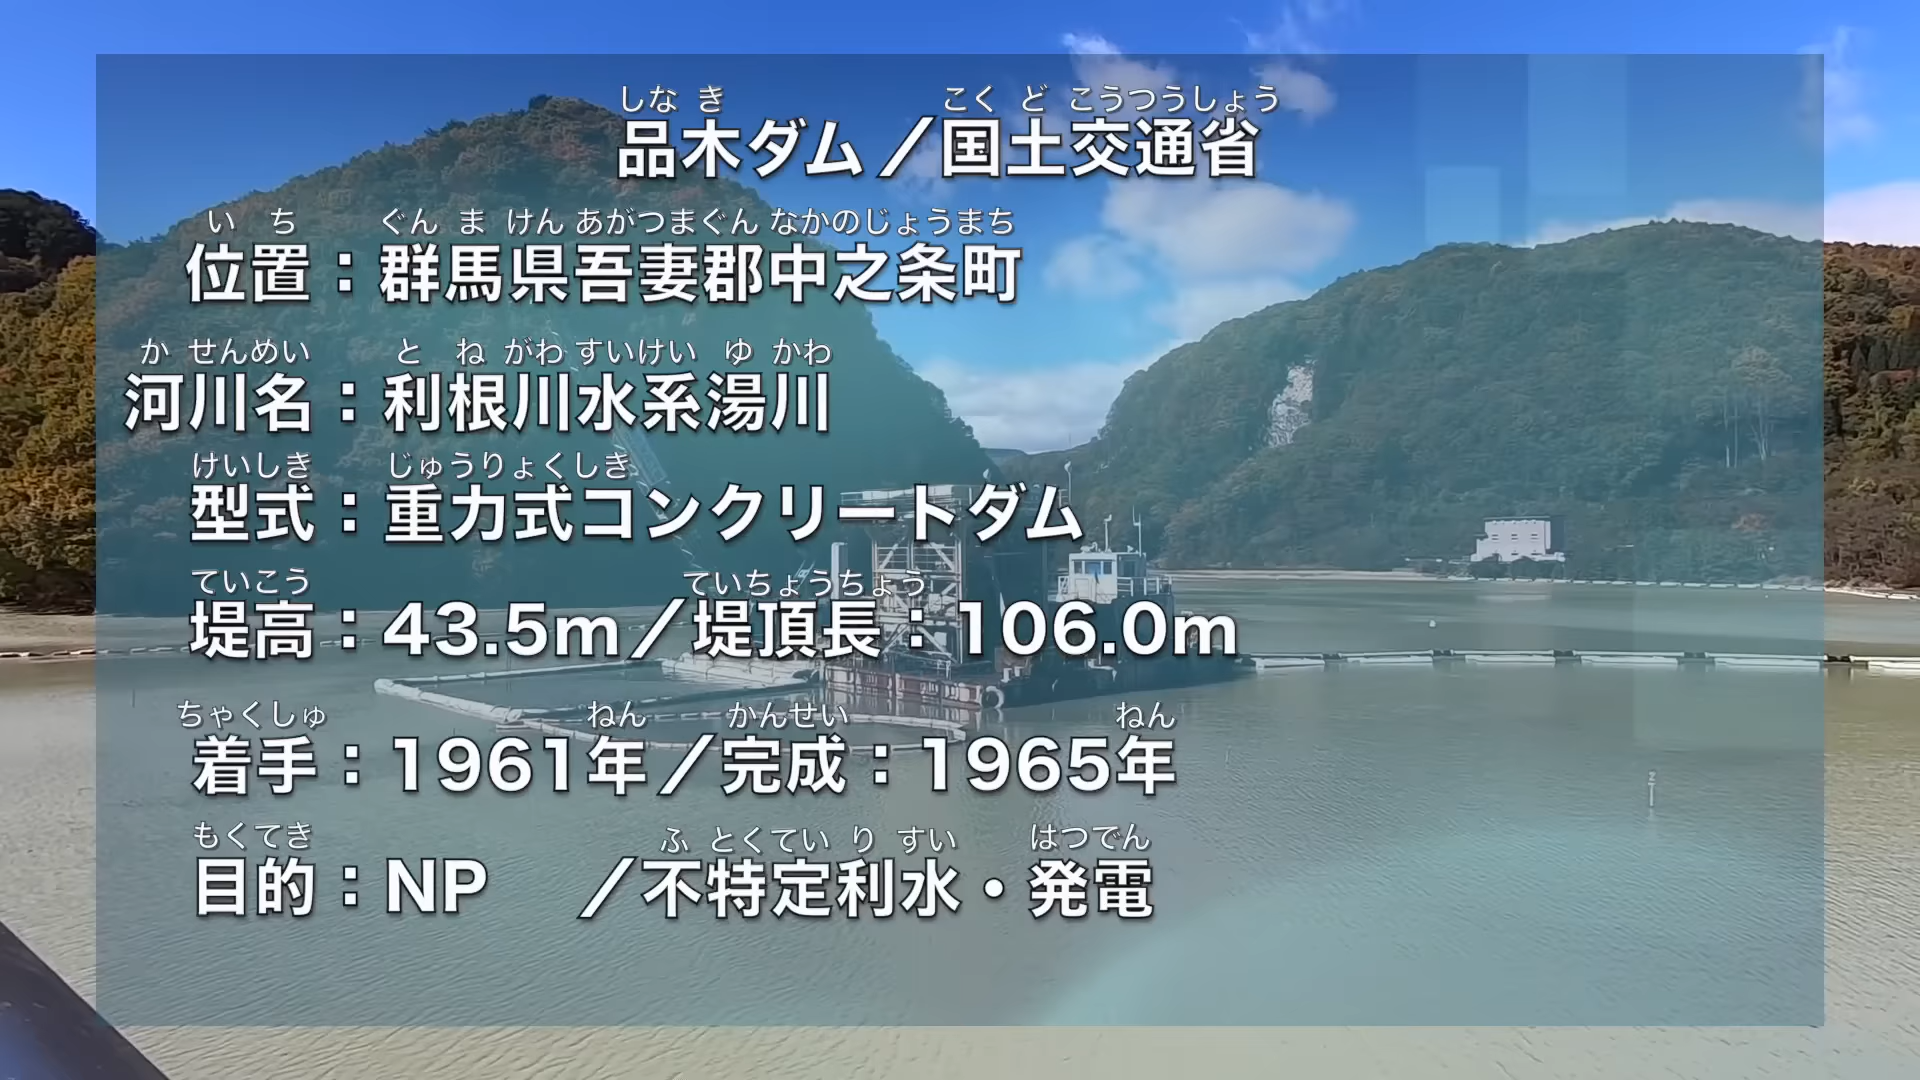 しなき こくどこうつうしょう
品木ダム／国土交通省
いち ぐんまけんあがつまぐんなかのじょうまち
位置：群馬県吾妻郡中之条町
かせんめい とねがわすいけいゆかわ
河川名：利根川水系湯川
けいしき じゅうりょくしき
型式：重力式コンクリートダム
ていこう ていちょうちょう
堤高：43.5m／堤頂長：106.0m
ちゃくしゅ ねん かんせい ねん
着手：1961年／完成：1965年
もくてき ふとくていりすい はつでん
目的：NP ／不特定利水・発電